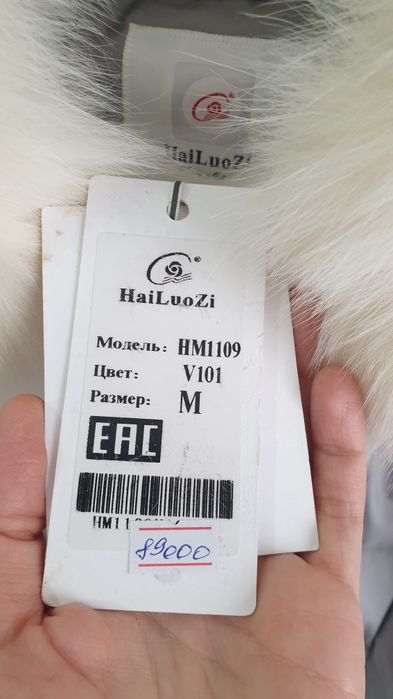 HaiLuoZi
®
HaiLuoZi
Модель: HM1109
Цвет: V101
Размер: M
EAC
89000